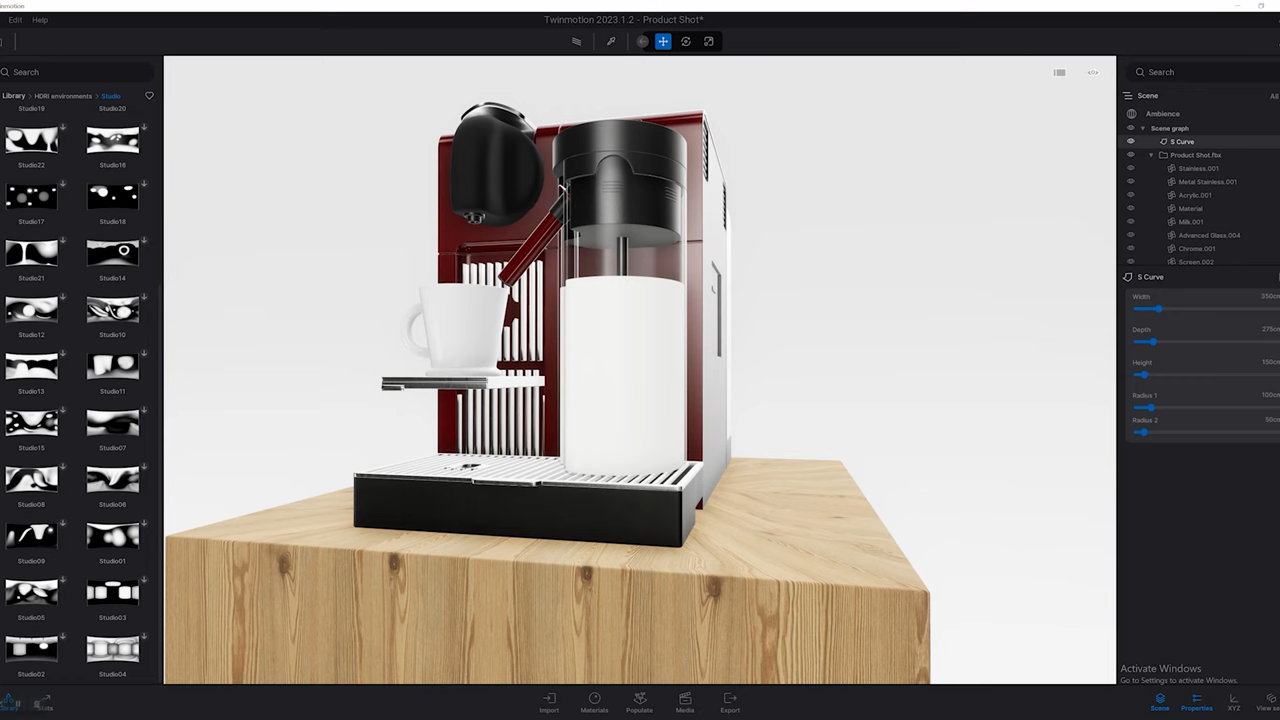 Twinmotion 2023.1.2 - Product Shot*
Edit Help
Search
Library > HDRI environments > Studio
Studio19 Studio20
Studio22 Studio16
Studio17 Studio18
Studio21 Studio14
Studio12 Studio10
Studio13 Studio11
Studio15 Studio07
Studio08 Studio06
Studio09 Studio01
Studio05 Studio03
Studio02 Studio04
Search
Scene All
Ambience
Scene graph
S Curve
Product Shot.fbx
Stainless.001
Metal Stainless.001
Acrylic.001
Material
Milk.001
Advanced Glass.004
Chrome.001
Screen.002
S Curve
Width 350cm
Depth 275cm
Height 150cm
Radius 1 100cm
Radius 2 50cm
Activate Windows
Go to Settings to activate Windows.
Import Materials Populate Media Export
Scene Properties XYZ